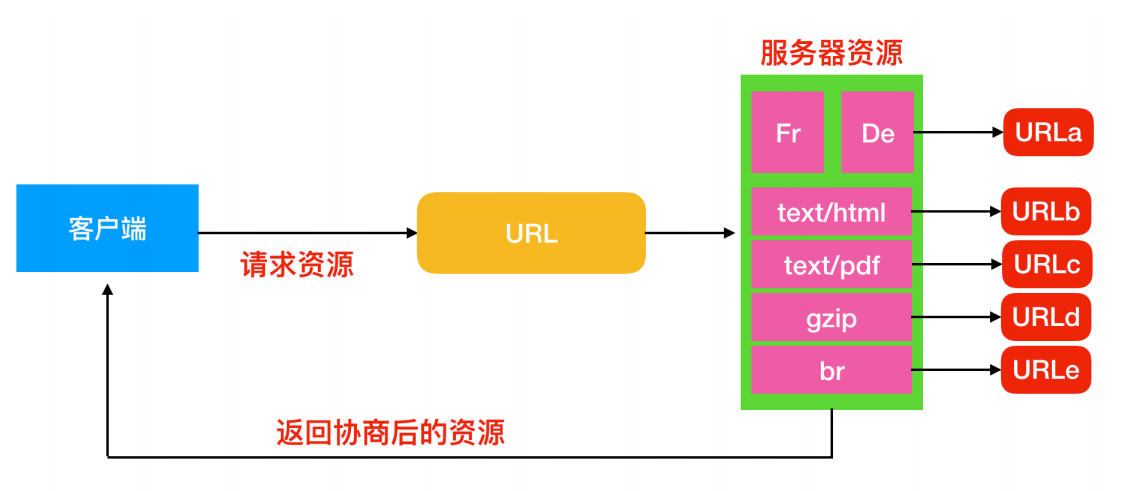 服务器资源
Fr
De
URLa
客户端
请求资源
URL
text/html
URLb
text/pdf
URLc
gzip
URLd
br
URLe
返回协商后的资源